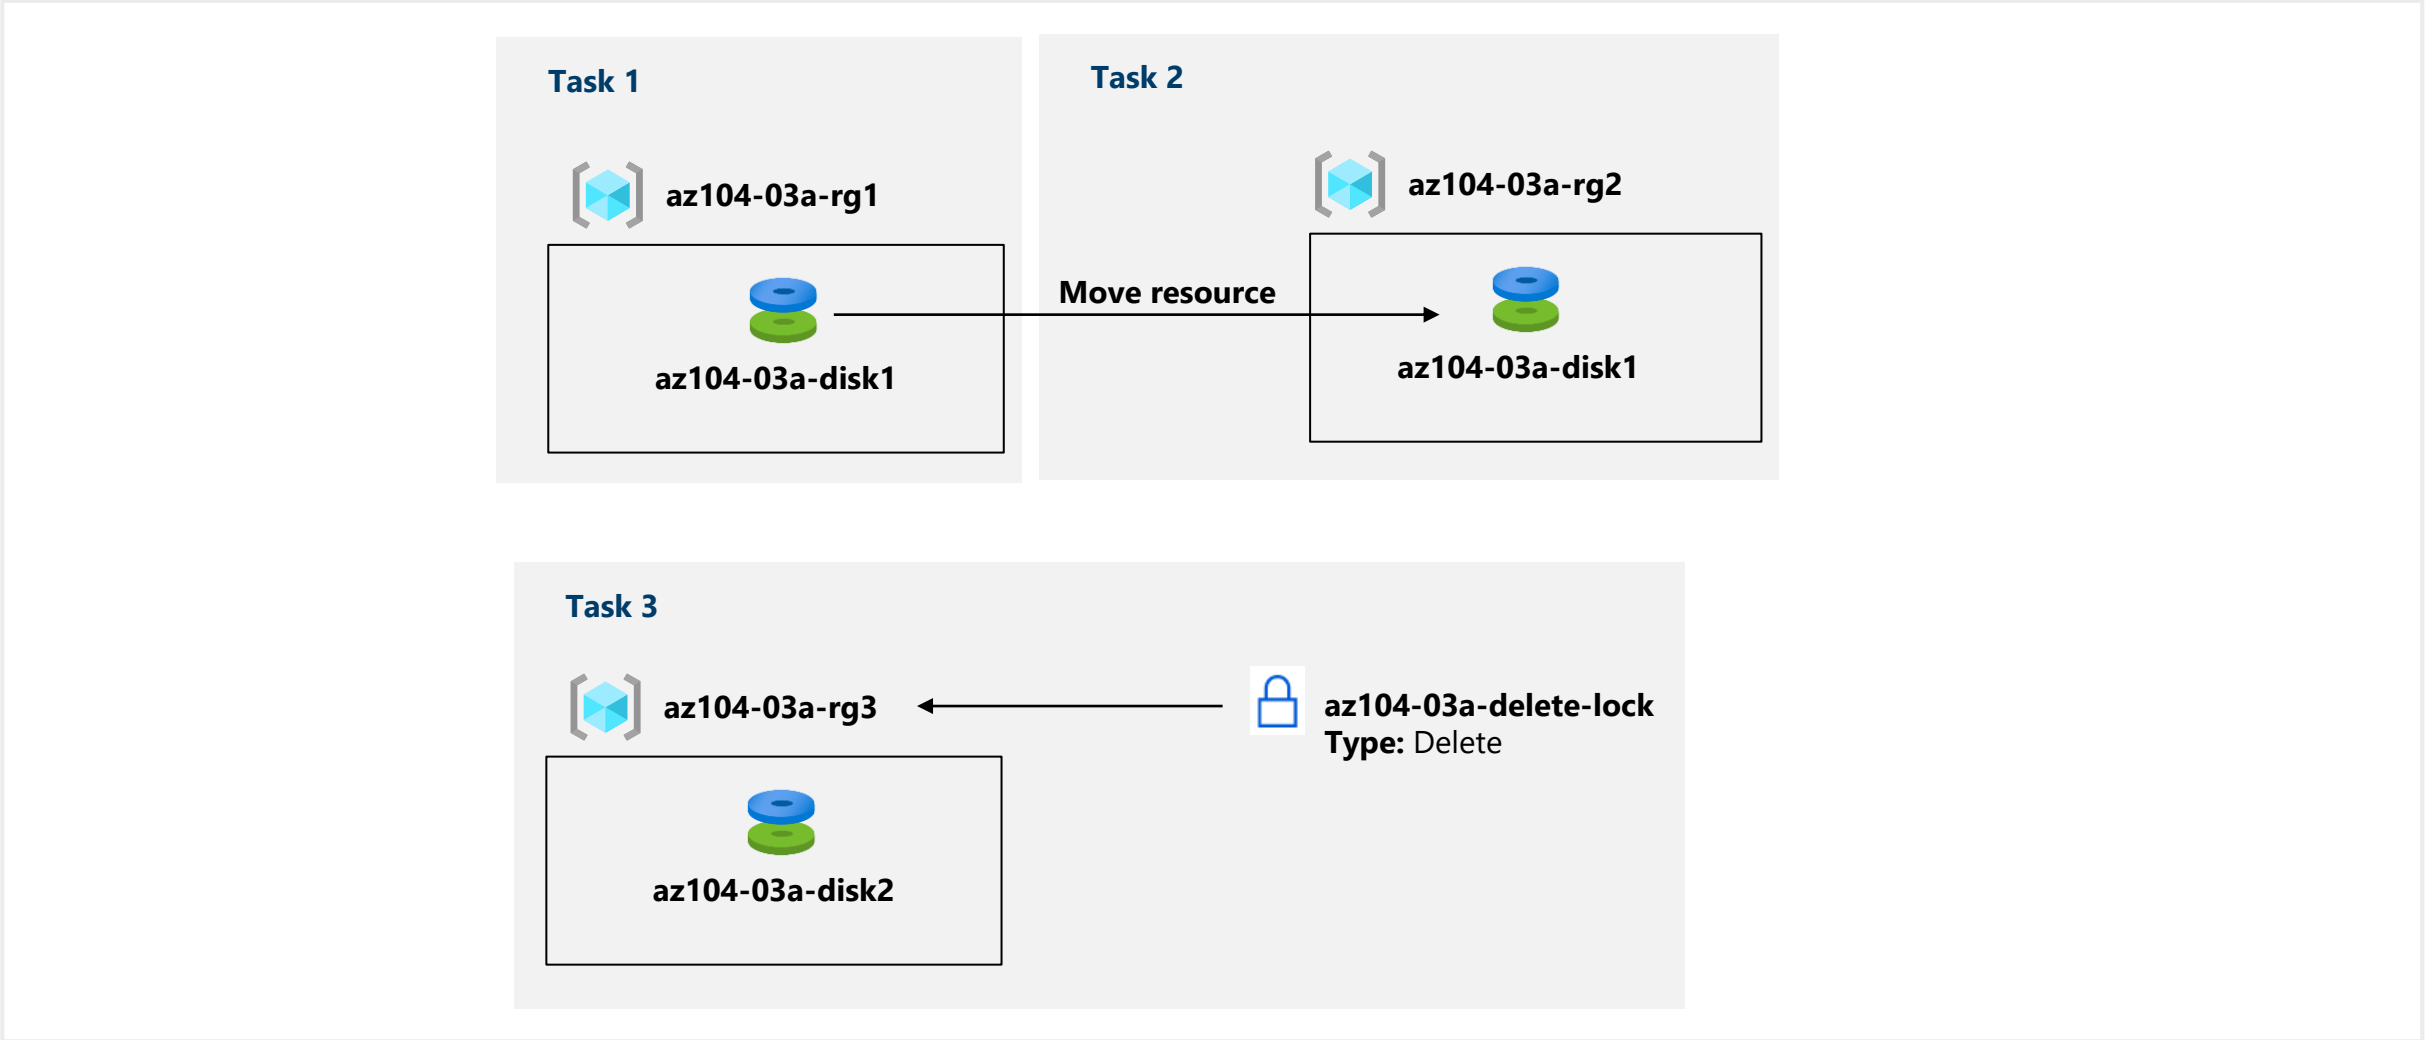 Task 1
az104-03a-rg1
az104-03a-disk1
Task 2
az104-03a-rg2
Move resource
az104-03a-disk1
Task 3
az104-03a-rg3
az104-03a-delete-lock
Type: Delete
az104-03a-disk2